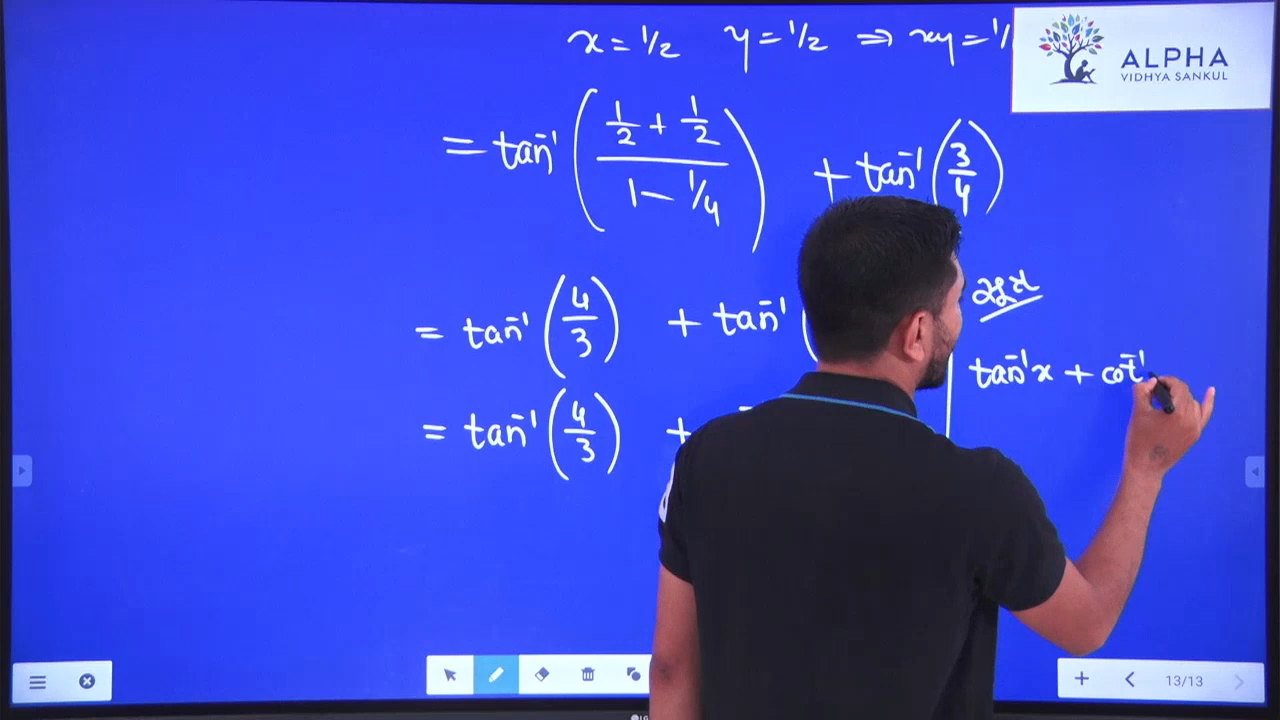 x = 1/2 y = 1/2 ⇒ xy = 1/
ALPHA
VIDHYA SANKUL
= tan⁻¹ ( (1/2 + 1/2) / (1 − 1/4) ) + tan⁻¹ (3/4)
= tan⁻¹ (4/3) + tan⁻¹ (
સૂત્ર
tan⁻¹x + cot⁻¹
= tan⁻¹ (4/3) +
13/13